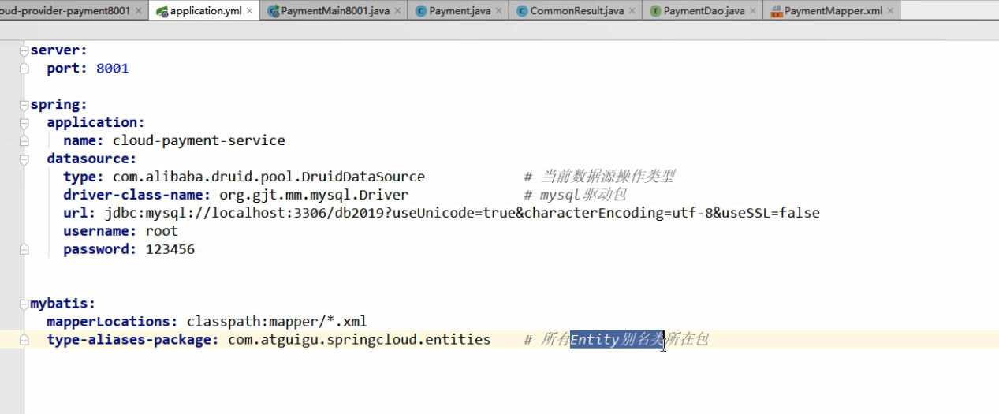 oud-provider-payment8001 × application.yml × PaymentMain8001.java × Payment.java × CommonResult.java × PaymentDao.java × PaymentMapper.xml ×
server:
  port: 8001
spring:
  application:
    name: cloud-payment-service
  datasource:
    type: com.alibaba.druid.pool.DruidDataSource            # 当前数据源操作类型
    driver-class-name: org.gjt.mm.mysql.Driver              # mysql驱动包
    url: jdbc:mysql://localhost:3306/db2019?useUnicode=true&characterEncoding=utf-8&useSSL=false
    username: root
    password: 123456
mybatis:
  mapperLocations: classpath:mapper/*.xml
  type-aliases-package: com.atguigu.springcloud.entities    # 所有Entity别名类所在包